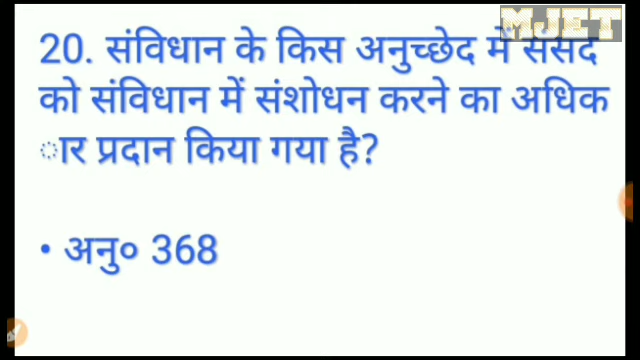 MJET
20. संविधान के किस अनुच्छेद में संसद
को संविधान में संशोधन करने का अधिक
ार प्रदान किया गया है?
• अनु० 368